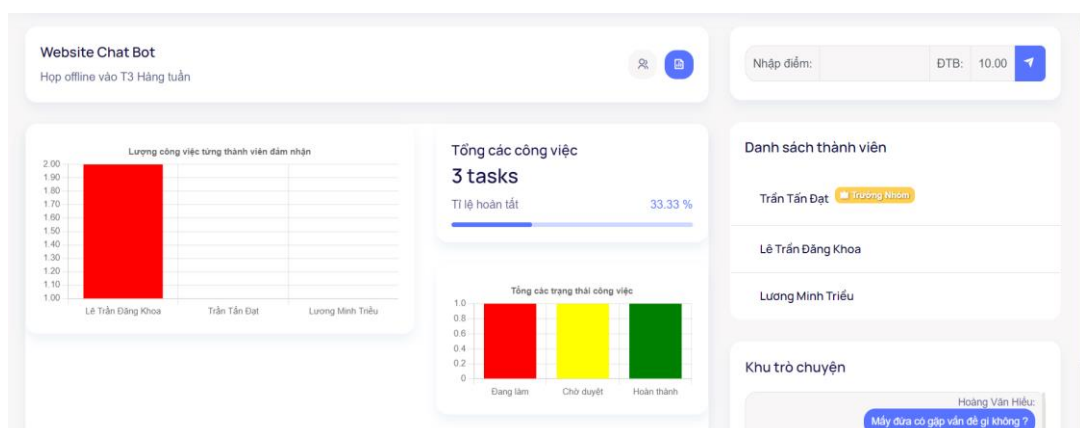 Website Chat Bot
Họp offline vào T3 Hàng tuần
Nhập điểm:
ĐTB:
10.00
Lượng công việc từng thành viên đảm nhận
2.00
1.90
1.80
1.70
1.60
1.50
1.40
1.30
1.20
1.10
1.00
Lê Trần Đăng Khoa
Trần Tấn Đạt
Lương Minh Triều
Tổng các công việc
3 tasks
Tỉ lệ hoàn tất
33.33 %
Tổng các trạng thái công việc
1.0
0.8
0.6
0.4
0.2
0
Đang làm
Chờ duyệt
Hoàn thành
Danh sách thành viên
Trần Tấn Đạt
Trưởng Nhóm
Lê Trần Đăng Khoa
Lương Minh Triều
Khu trò chuyện
Hoàng Văn Hiếu:
Mấy đứa có gặp vấn đề gì không ?